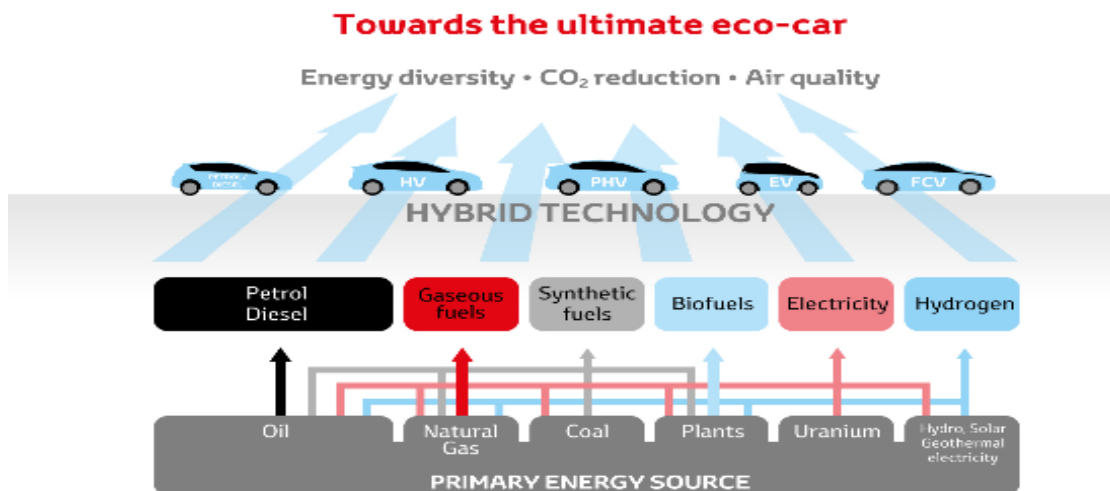 Towards the ultimate eco-car
Energy diversity • CO₂ reduction • Air quality
PETROL/
DIESEL
HV
PHV
EV
FCV
HYBRID TECHNOLOGY
Petrol
Diesel
Gaseous
fuels
Synthetic
fuels
Biofuels
Electricity
Hydrogen
Oil
Natural
Gas
Coal
Plants
Uranium
Hydro, Solar
Geothermal
electricity
PRIMARY ENERGY SOURCE